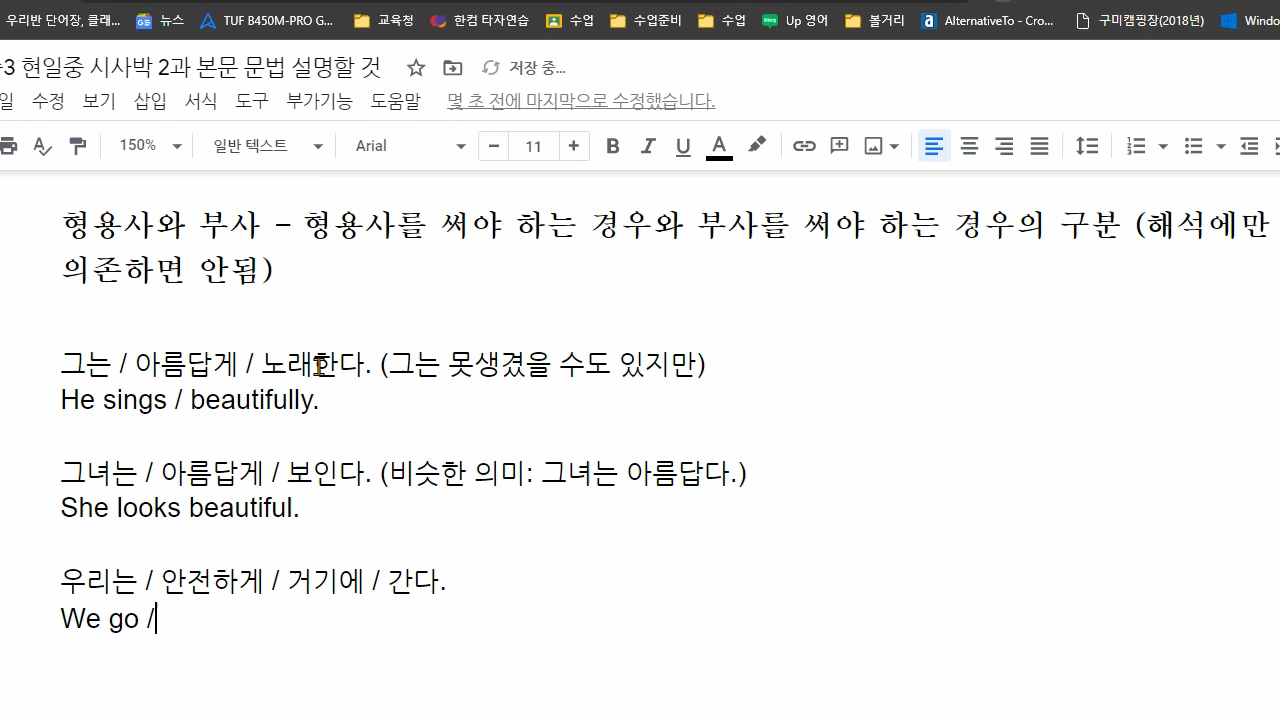 우리반 단어장, 클래... 뉴스 TUF B450M-PRO G... 교육청 한컴 타자연습 수업 수업준비 수업 Up 영어 볼거리 AlternativeTo - Cro... 구미캠핑장(2018년) Windo
3 현일중 시사박 2과 본문 문법 설명할 것 저장 중...
일 수정 보기 삽입 서식 도구 부가기능 도움말 몇 초 전에 마지막으로 수정했습니다.
150% 일반 텍스트 Arial − 11 + B I U A
형용사와 부사 - 형용사를 써야 하는 경우와 부사를 써야 하는 경우의 구분 (해석에만
의존하면 안됨)
그는 / 아름답게 / 노래한다. (그는 못생겼을 수도 있지만)
He sings / beautifully.
그녀는 / 아름답게 / 보인다. (비슷한 의미: 그녀는 아름답다.)
She looks beautiful.
우리는 / 안전하게 / 거기에 / 간다.
We go /